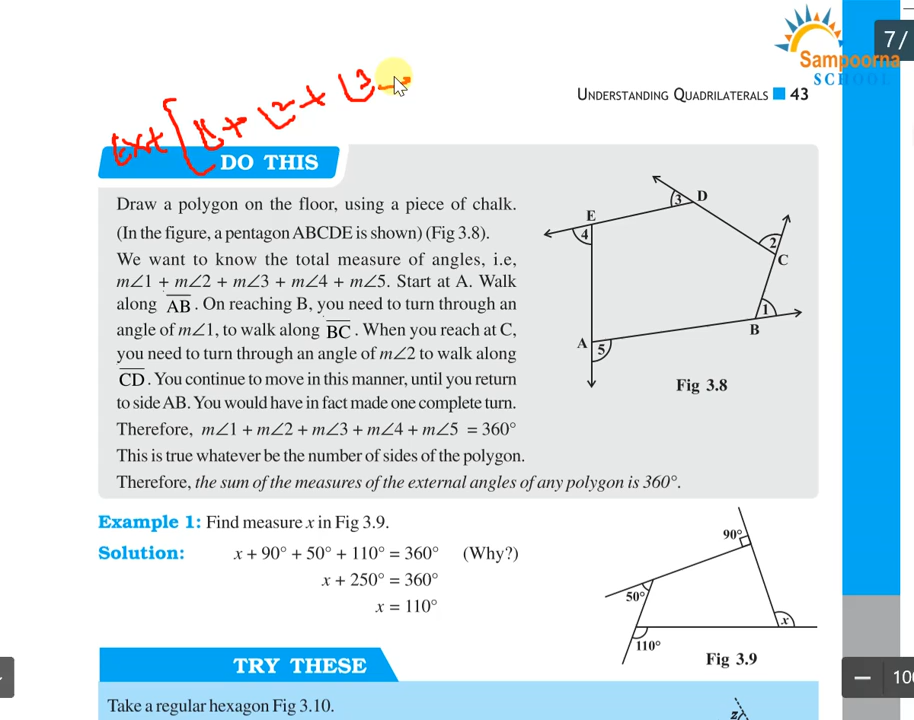 7 /
Sampoorna
SCHOOL
UNDERSTANDING QUADRILATERALS 43
Ext [∠1 + ∠2 + ∠3 +
DO THIS
Draw a polygon on the floor, using a piece of chalk.
(In the figure, a pentagon ABCDE is shown) (Fig 3.8).
We want to know the total measure of angles, i.e,
m∠1 + m∠2 + m∠3 + m∠4 + m∠5. Start at A. Walk
along A̅B̅. On reaching B, you need to turn through an
angle of m∠1, to walk along B̅C̅. When you reach at C,
you need to turn through an angle of m∠2 to walk along
C̅D̅. You continue to move in this manner, until you return
to side AB. You would have in fact made one complete turn.
Therefore, m∠1 + m∠2 + m∠3 + m∠4 + m∠5 = 360°
This is true whatever be the number of sides of the polygon.
Therefore, the sum of the measures of the external angles of any polygon is 360°.
D
3
E
4
2
C
1
B
A
5
Fig 3.8
Example 1: Find measure x in Fig 3.9.
Solution: x + 90° + 50° + 110° = 360° (Why?)
x + 250° = 360°
x = 110°
90°
50°
x
110°
Fig 3.9
TRY THESE
Take a regular hexagon Fig 3.10.
z
10